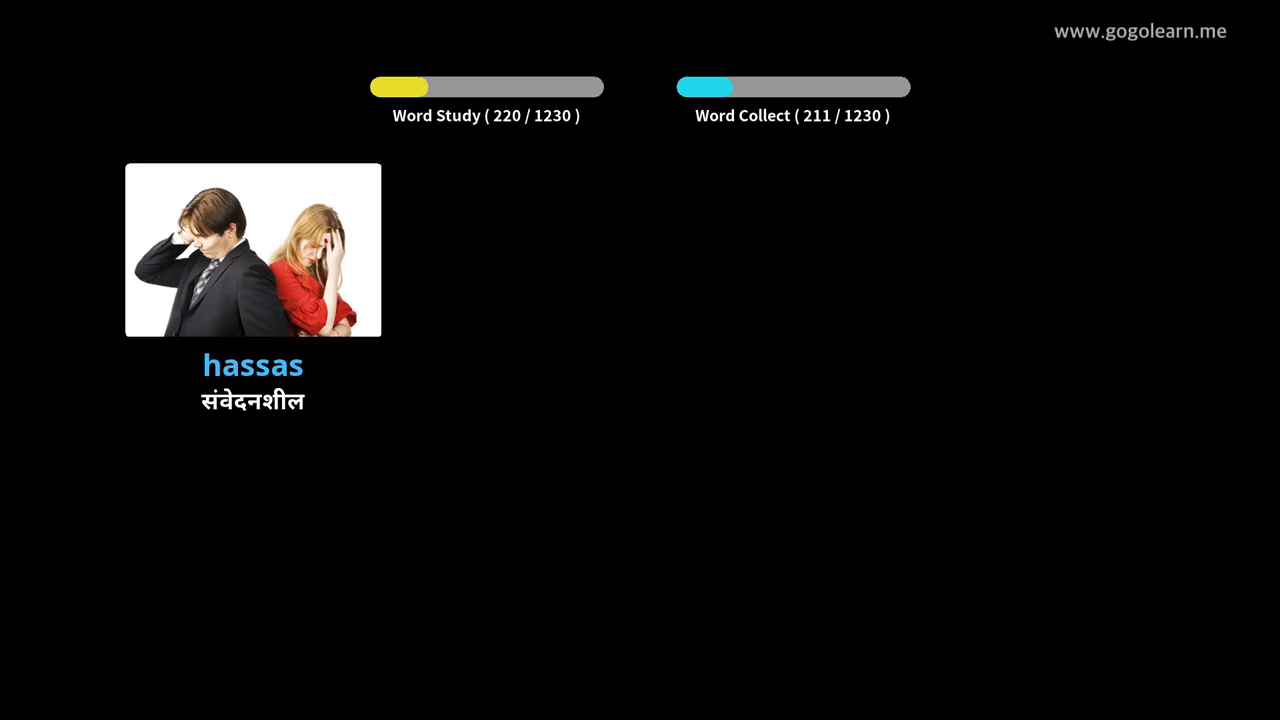 www.gogolearn.me
Word Study ( 220 / 1230 )
Word Collect ( 211 / 1230 )
hassas
संवेदनशील